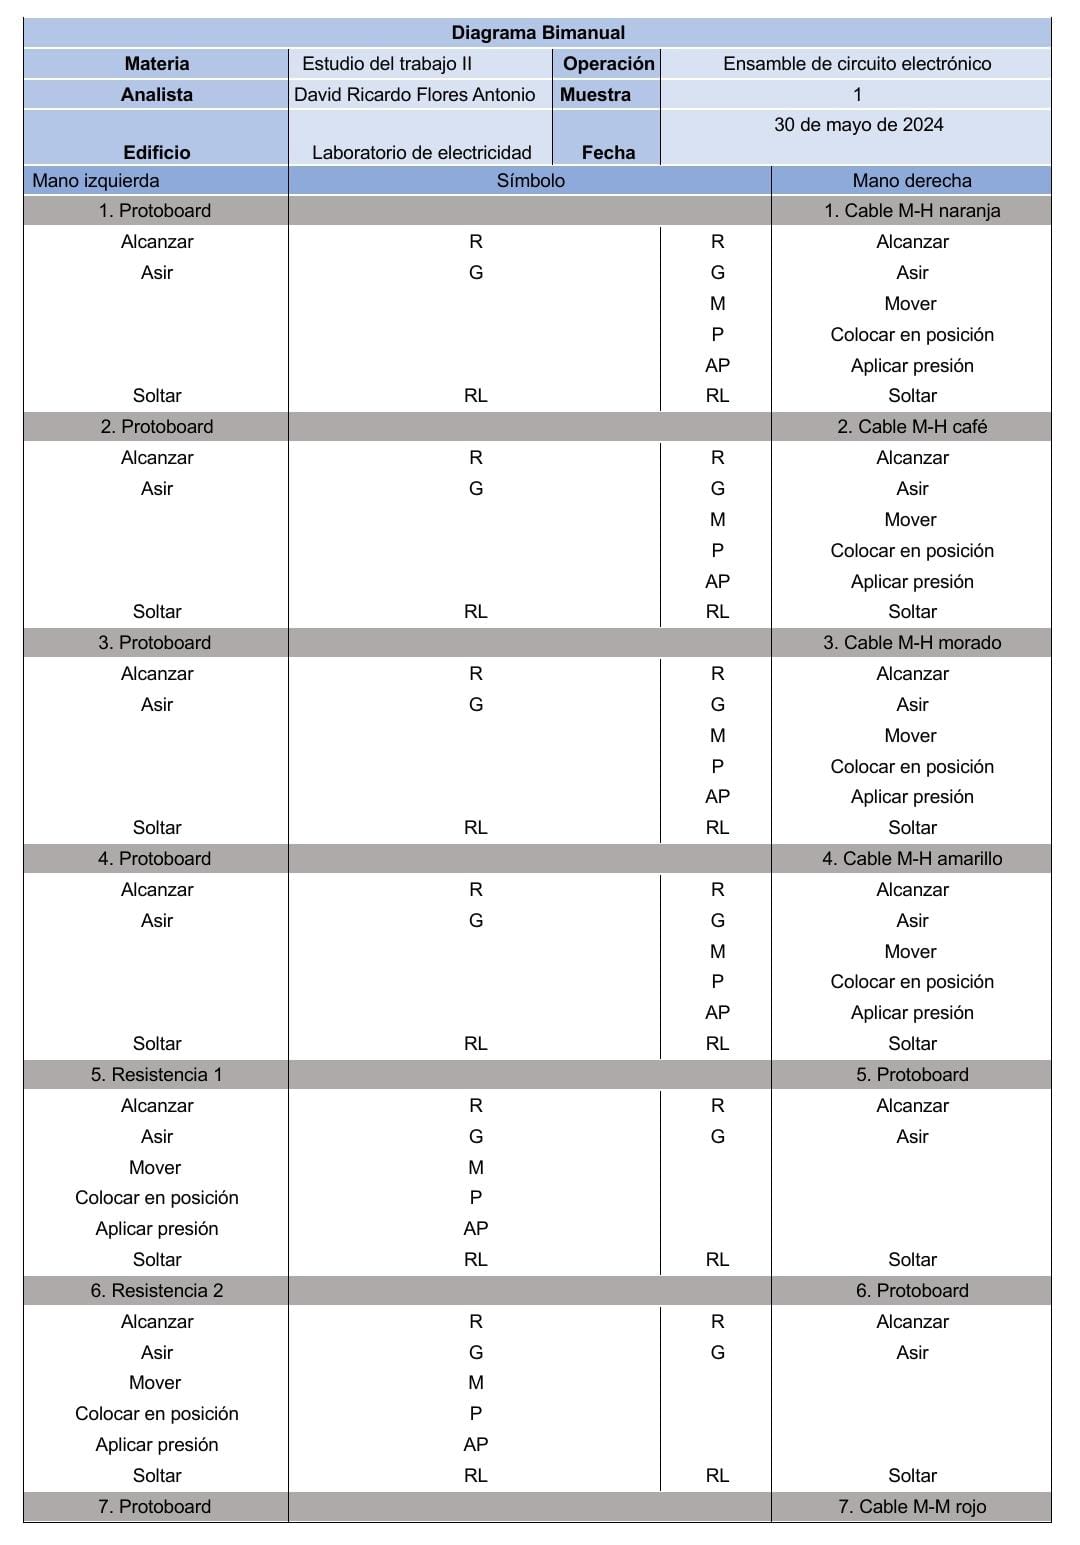 Diagrama Bimanual
Materia Estudio del trabajo II Operación Ensamble de circuito electrónico
Analista David Ricardo Flores Antonio Muestra 1
30 de mayo de 2024
Edificio Laboratorio de electricidad Fecha
Mano izquierda Símbolo Mano derecha
1. Protoboard 1. Cable M-H naranja
Alcanzar R R Alcanzar
Asir G G Asir
M Mover
P Colocar en posición
AP Aplicar presión
Soltar RL RL Soltar
2. Protoboard 2. Cable M-H café
Alcanzar R R Alcanzar
Asir G G Asir
M Mover
P Colocar en posición
AP Aplicar presión
Soltar RL RL Soltar
3. Protoboard 3. Cable M-H morado
Alcanzar R R Alcanzar
Asir G G Asir
M Mover
P Colocar en posición
AP Aplicar presión
Soltar RL RL Soltar
4. Protoboard 4. Cable M-H amarillo
Alcanzar R R Alcanzar
Asir G G Asir
M Mover
P Colocar en posición
AP Aplicar presión
Soltar RL RL Soltar
5. Resistencia 1 5. Protoboard
Alcanzar R R Alcanzar
Asir G G Asir
Mover M
Colocar en posición P
Aplicar presión AP
Soltar RL RL Soltar
6. Resistencia 2 6. Protoboard
Alcanzar R R Alcanzar
Asir G G Asir
Mover M
Colocar en posición P
Aplicar presión AP
Soltar RL RL Soltar
7. Protoboard 7. Cable M-M rojo